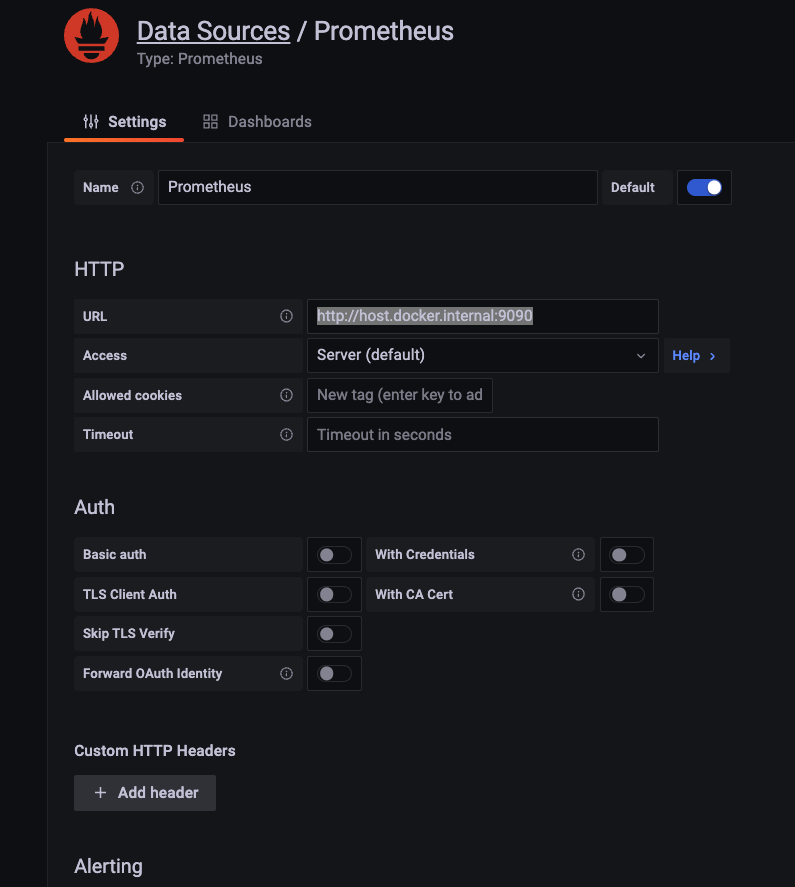 Data Sources / Prometheus
Type: Prometheus
Settings
Dashboards
Name
Prometheus
Default
HTTP
URL
http://host.docker.internal:9090
Access
Server (default)
Help
Allowed cookies
New tag (enter key to ad
Timeout
Timeout in seconds
Auth
Basic auth
With Credentials
TLS Client Auth
With CA Cert
Skip TLS Verify
Forward OAuth Identity
Custom HTTP Headers
+ Add header
Alerting